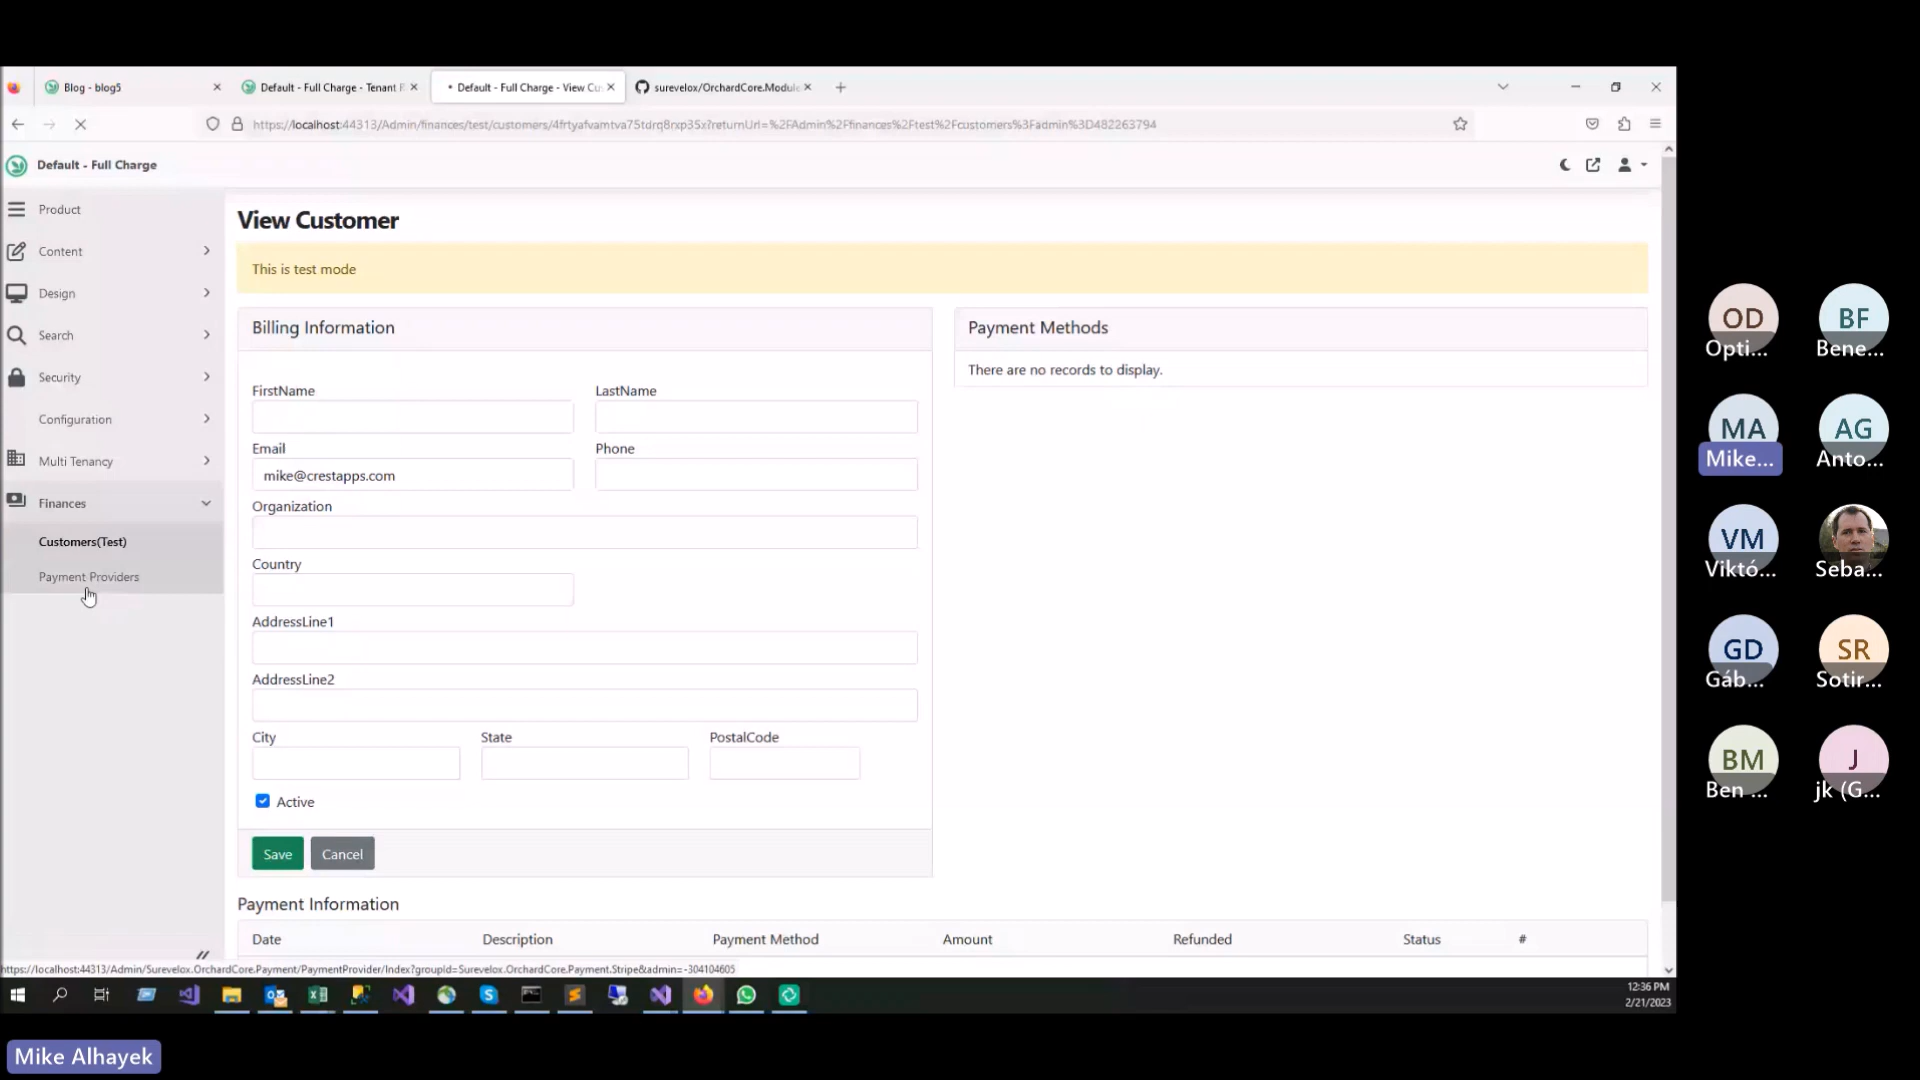 Blog - blog5
Default - Full Charge - Tenant
Default - Full Charge - View Cu
surevelox/OrchardCore.Module
https://localhost:44313/Admin/finances/test/customers/4frtyafvamtva75tdrq8rxp35x?returnUrl=%2FAdmin%2Ffinances%2Ftest%2Fcustomers%3Fadmin%3D482263794
Default - Full Charge
Product
Content
Design
Search
Security
Configuration
Multi Tenancy
Finances
Customers(Test)
Payment Providers
View Customer
This is test mode
Billing Information
FirstName
LastName
Email
Phone
mike@crestapps.com
Organization
Country
AddressLine1
AddressLine2
City
State
PostalCode
Active
Save
Cancel
Payment Methods
There are no records to display.
Payment Information
Date
Description
Payment Method
Amount
Refunded
Status
#
https://localhost:44313/Admin/Surevelox.OrchardCore.Payment/PaymentProvider/Index?groupId=Surevelox.OrchardCore.Payment.Stripe&admin=-304104605
12:36 PM
2/21/2023
OD
Opti...
BF
Bene...
MA
Mike...
AG
Anto...
VM
Viktó...
Seba...
GD
Gáb...
SR
Sotir...
BM
Ben ...
J
jk (G...
Mike Alhayek